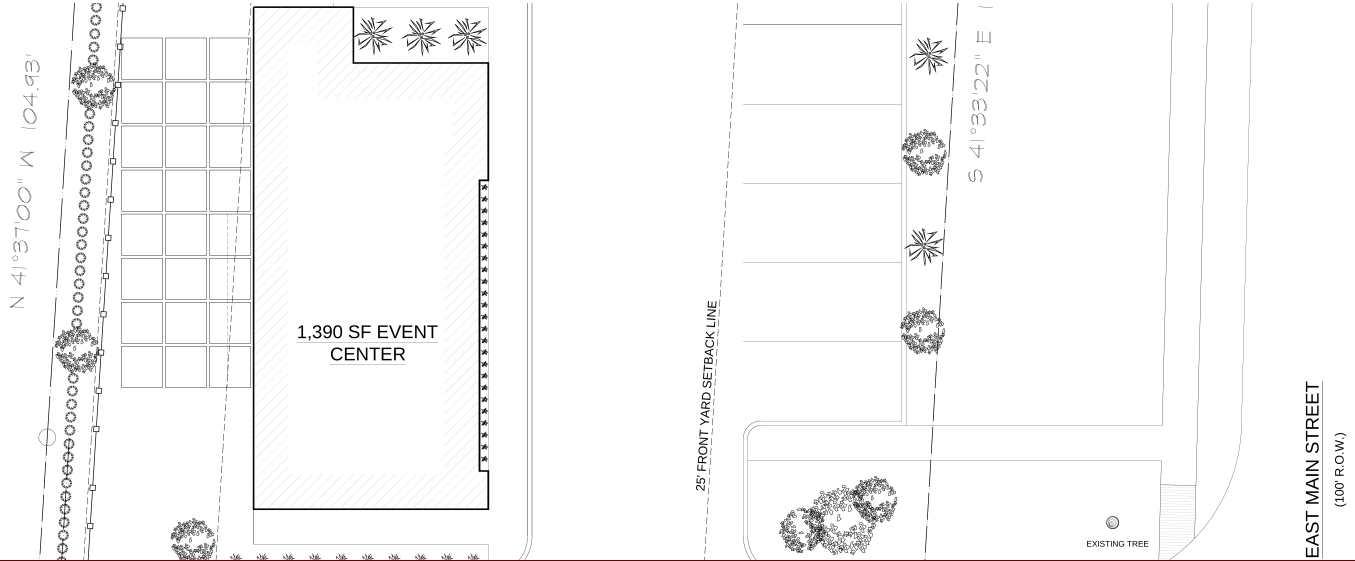 N 41°37'00" W 104.93'
1,390 SF EVENT
CENTER
25' FRONT YARD SETBACK LINE
S 41°33'22" E (
EXISTING TREE
EAST MAIN STREET
(100' R.O.W.)